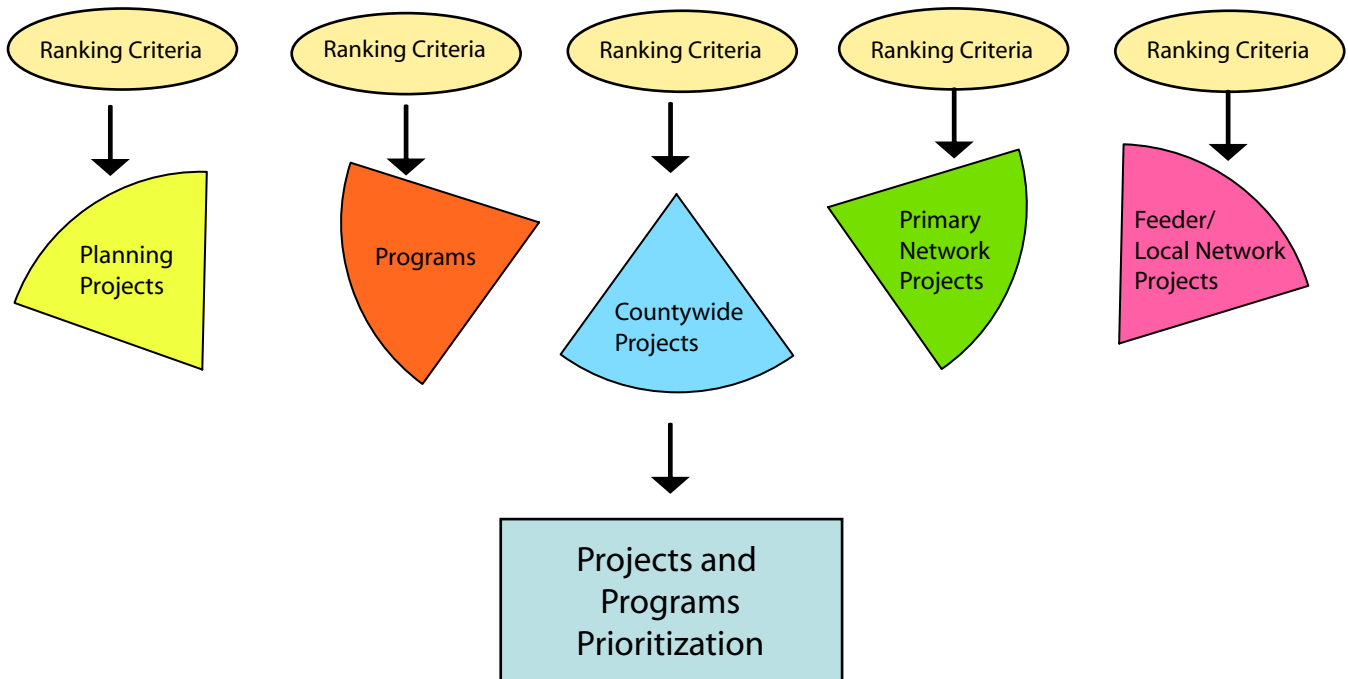 Ranking Criteria
Ranking Criteria
Ranking Criteria
Ranking Criteria
Ranking Criteria
Planning
Projects
Programs
Countywide
Projects
Primary
Network
Projects
Feeder/
Local Network
Projects
Projects and
Programs
Prioritization